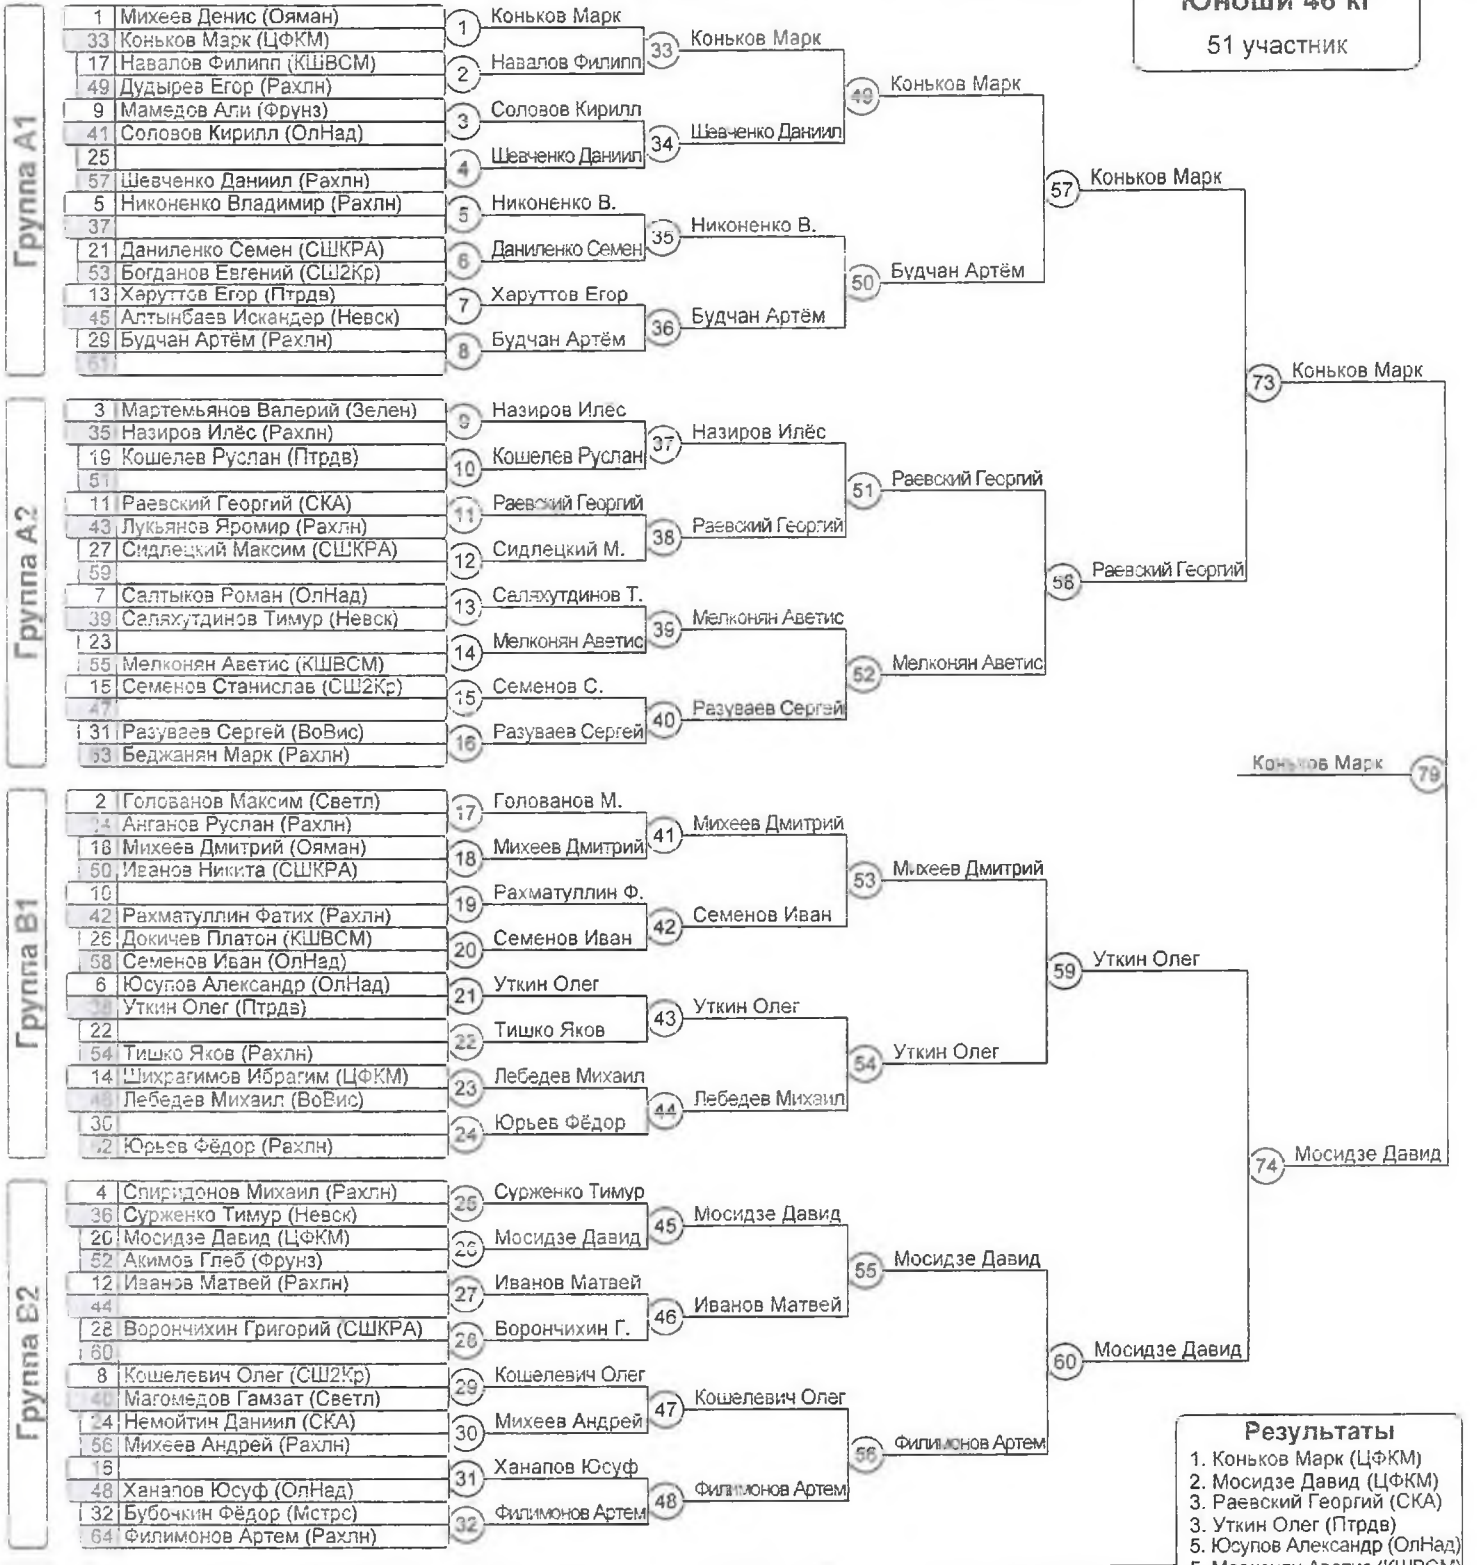 Юноши 46 кг
51 участник
Группа A1
1 Михеев Денис (Ояман)
33 Коньков Марк (ЦФКМ)
17 Навалов Филипп (КШВСМ)
49 Дудырев Егор (Рахлн)
9 Мамедов Али (Фрунз)
41 Соловов Кирилл (ОлНад)
25
57 Шевченко Даниил (Рахлн)
5 Никоненко Владимир (Рахлн)
37
21 Даниленко Семен (СШКРА)
53 Богданов Евгений (СШ2Кр)
13 Харуттов Егор (Птрдв)
45 Алтынбаев Искандер (Невск)
29 Будчан Артём (Рахлн)
61
1 Коньков Марк
2 Навалов Филипп
3 Соловов Кирилл
4 Шевченко Даниил
5 Никоненко В.
6 Даниленко Семен
7 Харуттов Егор
8 Будчан Артём
33 Коньков Марк
34 Шевченко Даниил
35 Никоненко В.
36 Будчан Артём
49 Коньков Марк
50 Будчан Артём
57 Коньков Марк
Группа A2
3 Мартемьянов Валерий (Зелен)
35 Назиров Илёс (Рахлн)
19 Кошелев Руслан (Птрдв)
51
11 Раевский Георгий (СКА)
43 Лукьянов Яромир (Рахлн)
27 Сидлецкий Максим (СШКРА)
59
7 Салтыков Роман (ОлНад)
39 Саляхутдинов Тимур (Невск)
23
55 Мелконян Аветис (КШВСМ)
15 Семенов Станислав (СШ2Кр)
47
31 Разуваев Сергей (ВоВис)
63 Беджанян Марк (Рахлн)
9 Назиров Илёс
10 Кошелев Руслан
11 Раевский Георгий
12 Сидлецкий М.
13 Саляхутдинов Т.
14 Мелконян Аветис
15 Семенов С.
16 Разуваев Сергей
37 Назиров Илёс
38 Раевский Георгий
39 Мелконян Аветис
40 Разуваев Сергей
51 Раевский Георгий
52 Мелконян Аветис
58 Раевский Георгий
73 Коньков Марк
Коньков Марк 79
Группа B1
2 Голованов Максим (Светл)
34 Анганов Руслан (Рахлн)
18 Михеев Дмитрий (Ояман)
50 Иванов Никита (СШКРА)
10
42 Рахматуллин Фатих (Рахлн)
26 Докичев Платон (КШВСМ)
58 Семенов Иван (ОлНад)
6 Юсупов Александр (ОлНад)
38 Уткин Олег (Птрдв)
22
54 Тишко Яков (Рахлн)
14 Шихрагимов Ибрагим (ЦФКМ)
46 Лебедев Михаил (ВоВис)
30
62 Юрьев Фёдор (Рахлн)
17 Голованов М.
18 Михеев Дмитрий
19 Рахматуллин Ф.
20 Семенов Иван
21 Уткин Олег
22 Тишко Яков
23 Лебедев Михаил
24 Юрьев Фёдор
41 Михеев Дмитрий
42 Семенов Иван
43 Уткин Олег
44 Лебедев Михаил
53 Михеев Дмитрий
54 Уткин Олег
59 Уткин Олег
Группа B2
4 Спиридонов Михаил (Рахлн)
36 Сурженко Тимур (Невск)
20 Мосидзе Давид (ЦФКМ)
52 Акимов Глеб (Фрунз)
12 Иванов Матвей (Рахлн)
44
28 Ворончихин Григорий (СШКРА)
60
8 Кошелевич Олег (СШ2Кр)
40 Магомедов Гамзат (Светл)
24 Немойтин Даниил (СКА)
56 Михеев Андрей (Рахлн)
16
48 Ханапов Юсуф (ОлНад)
32 Бубочкин Фёдор (Мстрс)
64 Филимонов Артем (Рахлн)
25 Сурженко Тимур
26 Мосидзе Давид
27 Иванов Матвей
28 Ворончихин Г.
29 Кошелевич Олег
30 Михеев Андрей
31 Ханапов Юсуф
32 Филимонов Артем
45 Мосидзе Давид
46 Иванов Матвей
47 Кошелевич Олег
48 Филимонов Артем
55 Мосидзе Давид
56 Филимонов Артем
60 Мосидзе Давид
74 Мосидзе Давид
Результаты
1. Коньков Марк (ЦФКМ)
2. Мосидзе Давид (ЦФКМ)
3. Раевский Георгий (СКА)
3. Уткин Олег (Птрдв)
5. Юсупов Александр (ОлНад)
5. Мелконян Аветис (КШВСМ)